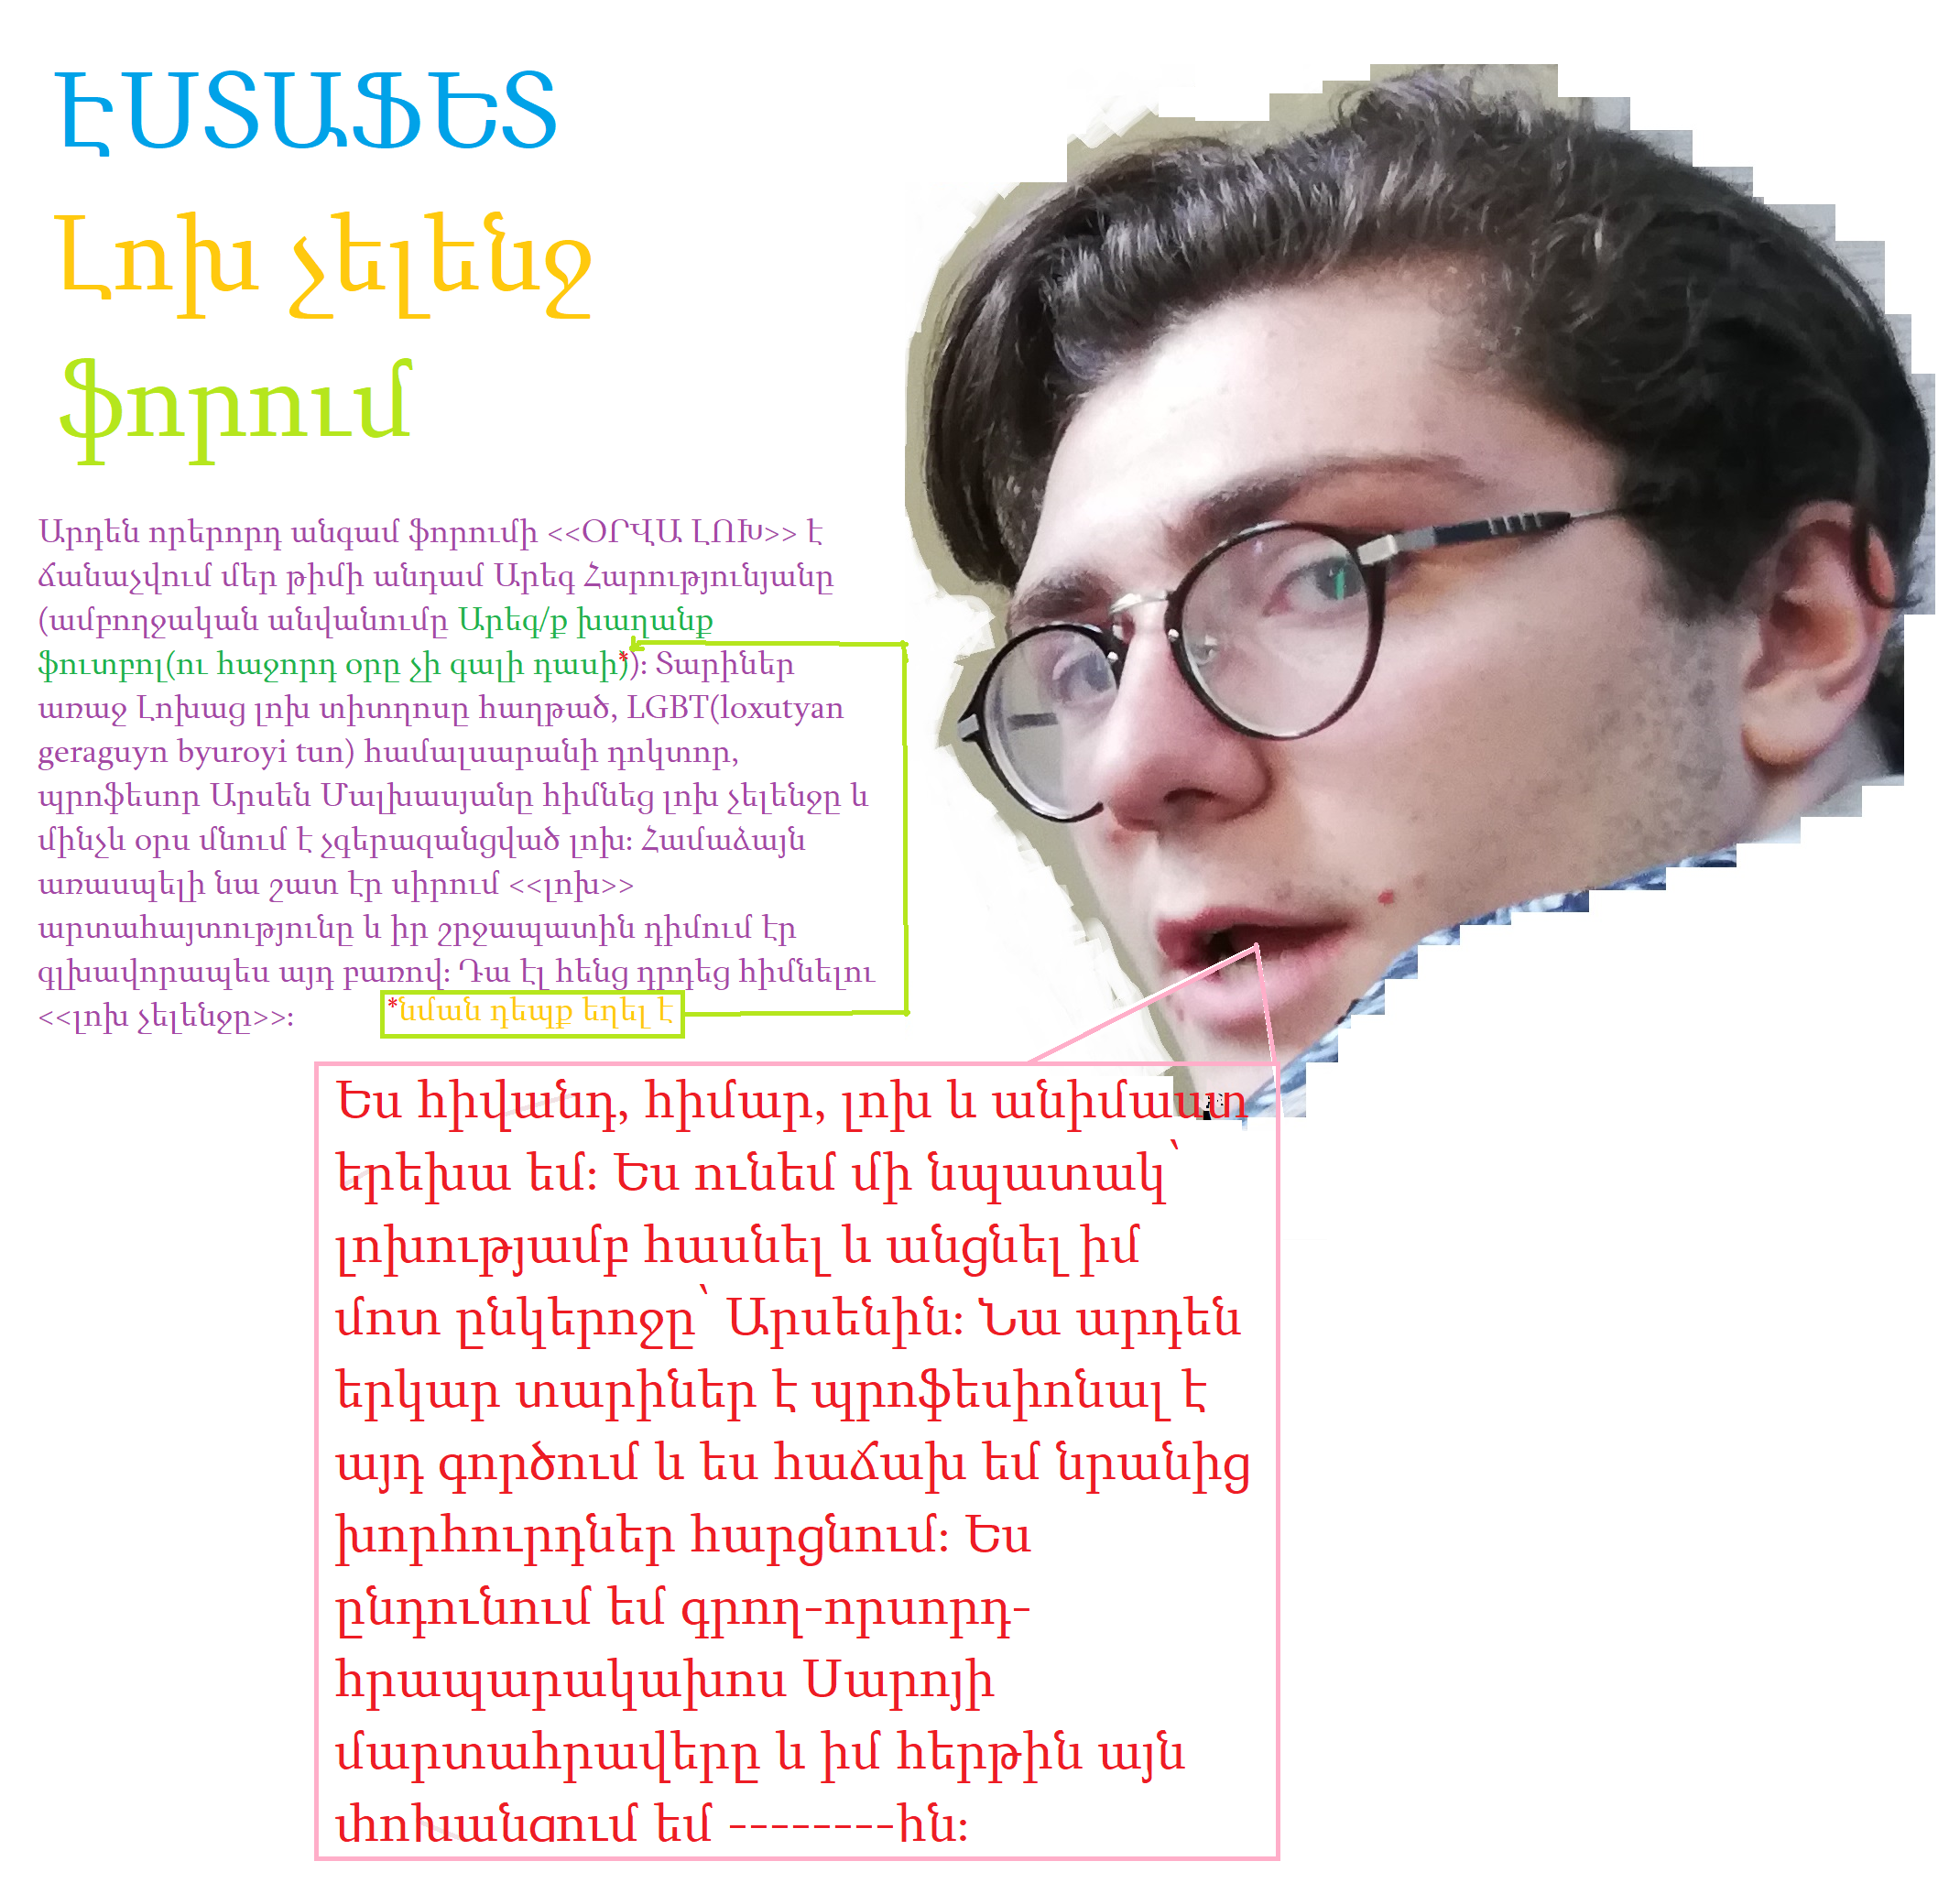 ԷՍՏԱՖԵՏ
Լոխ չելենջ
ֆորում
Արդեն որերորդ անգամ ֆորումի <<ՕՐՎԱ ԼՈԽ>> է
ճանաչվում մեր թիմի անդամ Արեգ Հարությունյանը
(ամբողջական անվանումը Արեգ/ք խաղանք
ֆուտբոլ(ու հաջորդ օրը չի գալի դասի)*)։ Տարիներ
առաջ Լոխաց լոխ տիտղոսը հաղթած, LGBT(loxutyan
geraguyn byuroyi tun) համալսարանի դոկտոր,
պրոֆեսոր Արսեն Մալխասյանը հիմնեց լոխ չելենջը և
մինչև օրս մնում է չգերազանցված լոխ։ Համաձայն
առասպելի նա շատ էր սիրում <<լոխ>>
արտահայտությունը և իր շրջապատին դիմում էր
գլխավորապես այդ բառով։ Դա էլ հենց դրդեց հիմնելու
<<լոխ չելենջը>>։
*նման դեպք եղել է
Ես հիվանդ, հիմար, լոխ և անիմաստ
երեխա եմ։ Ես ունեմ մի նպատակ՝
լոխությամբ հասնել և անցնել իմ
մոտ ընկերոջը՝ Արսենին։ Նա արդեն
երկար տարիներ է պրոֆեսիոնալ է
այդ գործում և ես հաճախ եմ նրանից
խորհուրդներ հարցնում։ Ես
ընդունում եմ գրող-որսորդ-
հրապարակախոս Սարոյի
մարտահրավերը և իմ հերթին այն
փոխանցում եմ --------հին։